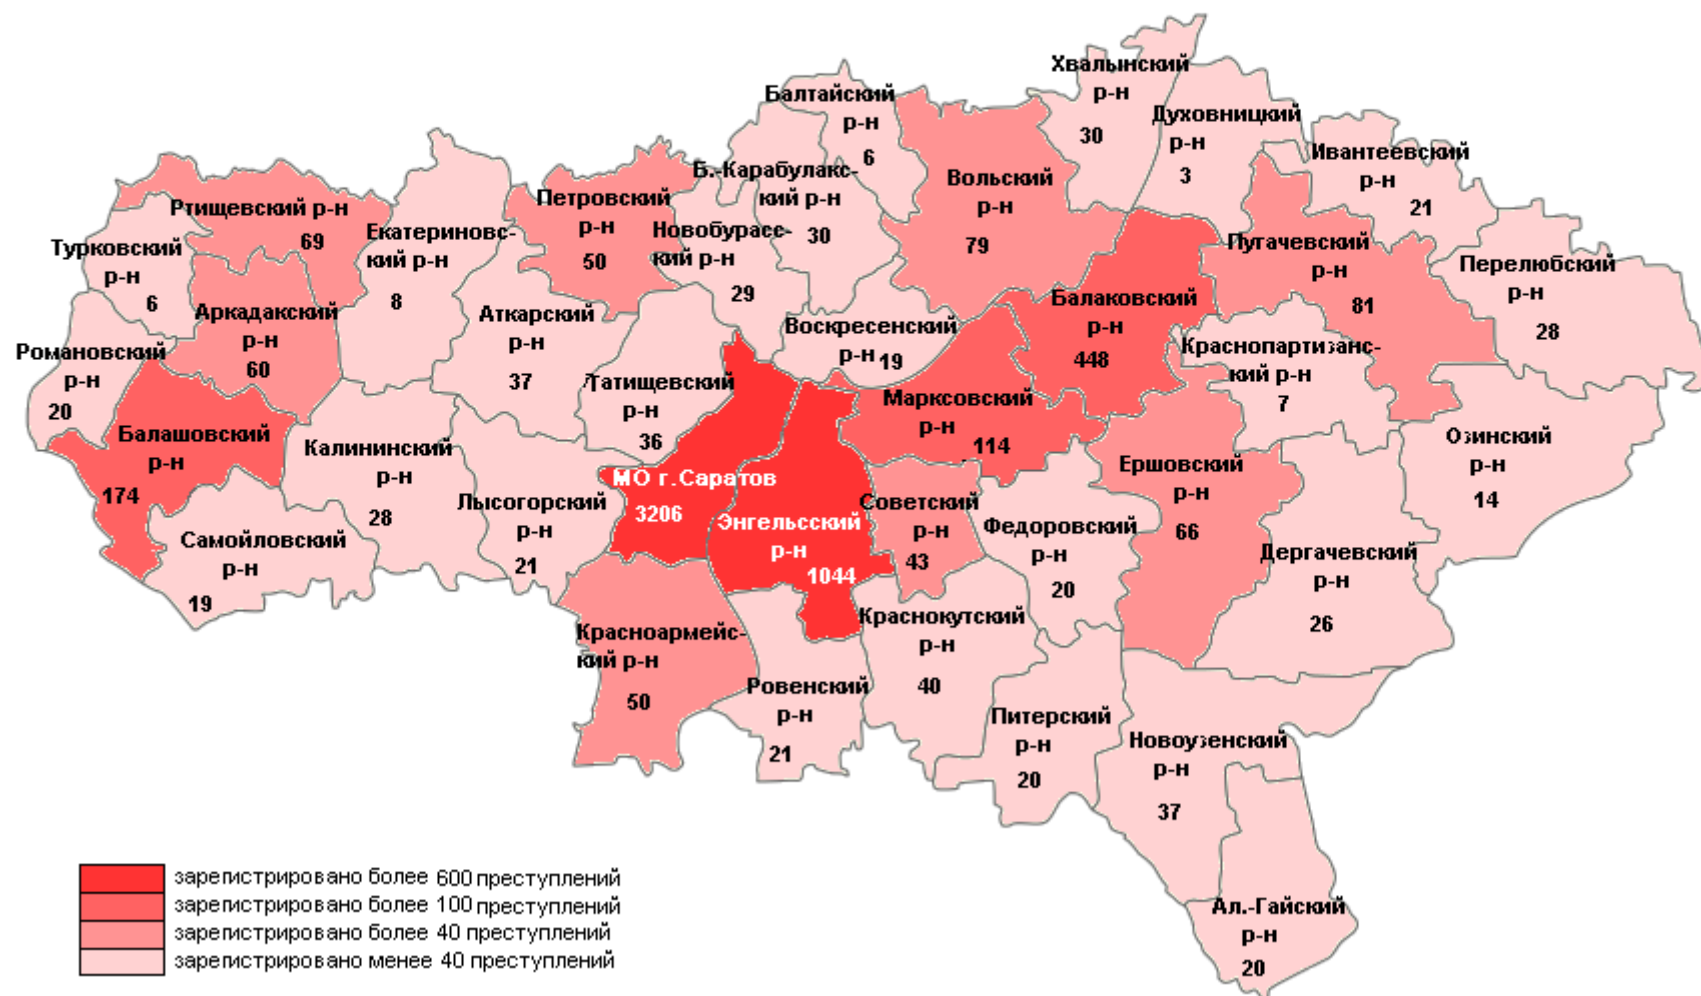 Хвалынский
р-н
30
Балтайский
р-н
6
Духовницкий
р-н
3
Ивантеевский
р-н
21
Б.-Карабулакс-
кий р-н
30
Вольский
р-н
79
Петровский
р-н
50
Ртищевский р-н
69
Екатериновс-
кий р-н
8
Новобурасс-
кий р-н
29
Турковский
р-н
6
Пугачевский
р-н
81
Перелюбский
р-н
28
Аркадакский
р-н
60
Аткарский
р-н
37
Воскресенский
р-н 19
Балаковский
р-н
448
Романовский
р-н
20
Краснопартизанс-
кий р-н
7
Татищевский
р-н
36
Марксовский
р-н
114
Балашовский
р-н
174
Калининский
р-н
28
Озинский
р-н
14
Ершовский
р-н
66
МО г.Саратов
3206
Лысогорский
р-н
21
Советский
р-н
43
Энгельсский
р-н
1044
Федоровский
р-н
20
Самойловский
р-н
19
Дергачевский
р-н
26
Краснокутский
р-н
40
Красноармейс-
кий р-н
50
Ровенский
р-н
21
Питерский
р-н
20
Новоузенский
р-н
37
Ал.-Гайский
р-н
20
зарегистрировано более 600 преступлений
зарегистрировано более 100 преступлений
зарегистрировано более 40 преступлений
зарегистрировано менее 40 преступлений